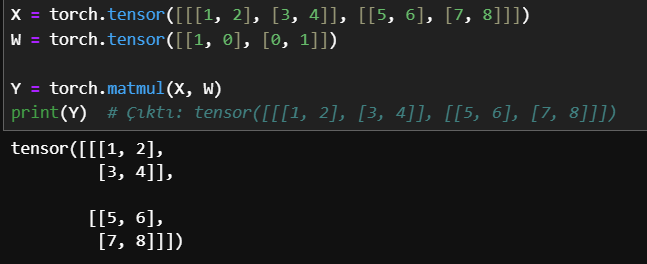 X = torch.tensor([[[1, 2], [3, 4]], [[5, 6], [7, 8]]])
W = torch.tensor([[1, 0], [0, 1]])
Y = torch.matmul(X, W)
print(Y)  # Çıktı: tensor([[[1, 2], [3, 4]], [[5, 6], [7, 8]]])
tensor([[[1, 2],
         [3, 4]],
        [[5, 6],
         [7, 8]]])